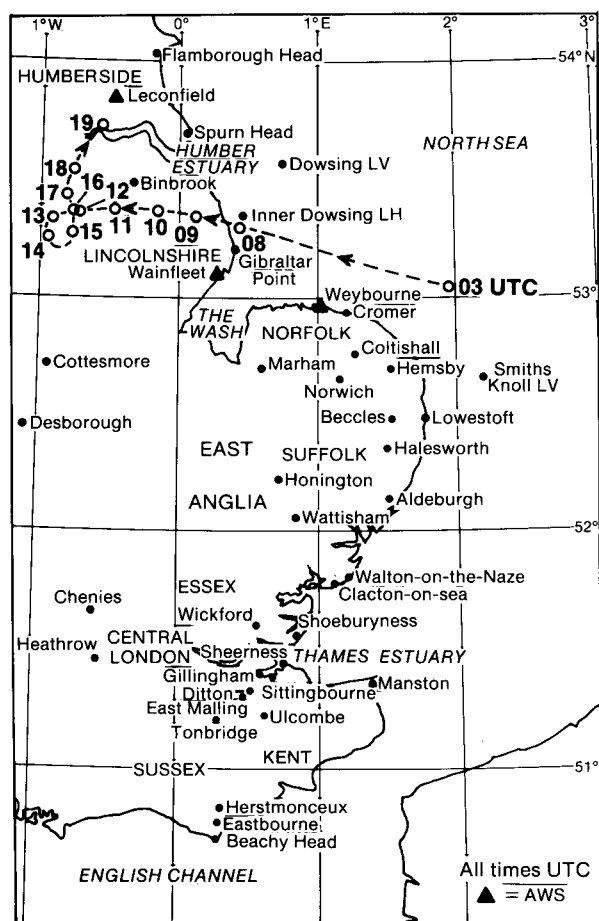 1°W
0°
1°E
2°
54°N
Flamborough Head
HUMBERSIDE
Leconfield
19
Spurn Head
HUMBER
ESTUARY
NORTH SEA
Dowsing LV
18
17
16
12
Binbrook
13
11
10
09
Inner Dowsing LH
14
15
08
LINCOLNSHIRE
Gibraltar
Point
Wainfleet
03 UTC
53°
Weybourne
Cromer
THE
WASH
NORFOLK
Coltishall
Cottesmore
Marham
Hemsby
Smiths
Knoll LV
Norwich
Desborough
Beccles
Lowestoft
EAST
SUFFOLK
Halesworth
Honington
ANGLIA
Aldeburgh
Wattisham
52°
ESSEX
Walton-on-the-Naze
Clacton-on-sea
Chenies
Wickford
Shoeburyness
Heathrow
CENTRAL
LONDON
Sheerness
THAMES ESTUARY
Gillingham
Manston
Ditton
Sittingbourne
East Malling
Ulcombe
Tonbridge
KENT
SUSSEX
51°
Herstmonceux
Eastbourne
Beachy Head
ENGLISH CHANNEL
All times UTC
▲ = AWS